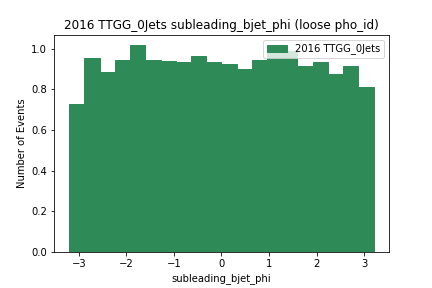 2016 TTGG_0Jets subleading_bjet_phi (loose pho_id)
2016 TTGG_0Jets
Number of Events
1.0
0.8
0.6
0.4
0.2
0.0
−3 −2 −1 0 1 2 3
subleading_bjet_phi